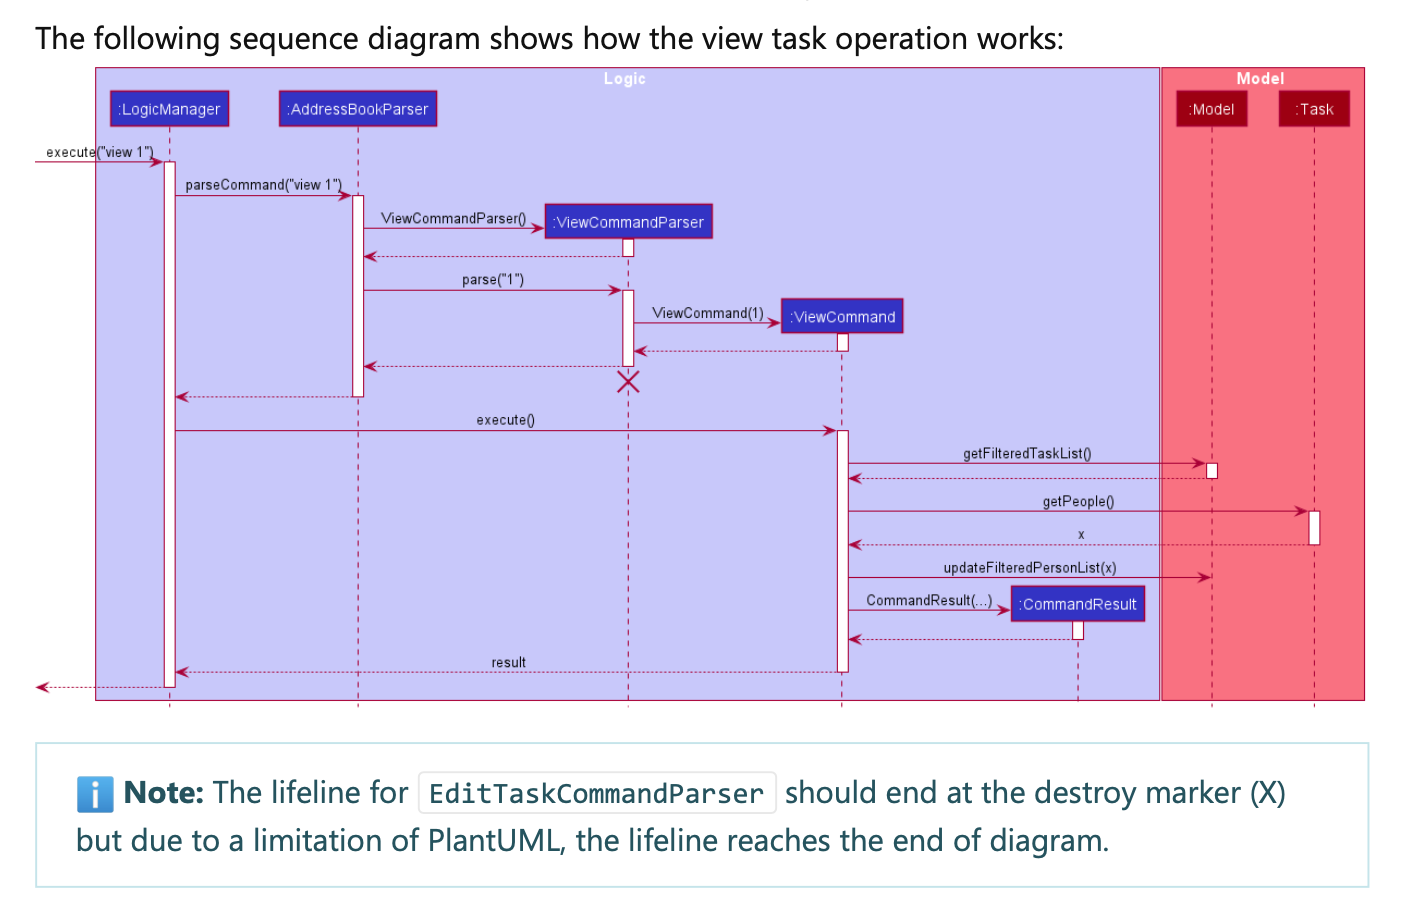 The following sequence diagram shows how the view task operation works:
Logic
Model
:LogicManager
:AddressBookParser
:Model
:Task
execute("view 1")
parseCommand("view 1")
ViewCommandParser()
:ViewCommandParser
parse("1")
ViewCommand(1)
:ViewCommand
execute()
getFilteredTaskList()
getPeople()
x
updateFilteredPersonList(x)
CommandResult(...)
:CommandResult
result
i Note: The lifeline for EditTaskCommandParser should end at the destroy marker (X)
but due to a limitation of PlantUML, the lifeline reaches the end of diagram.